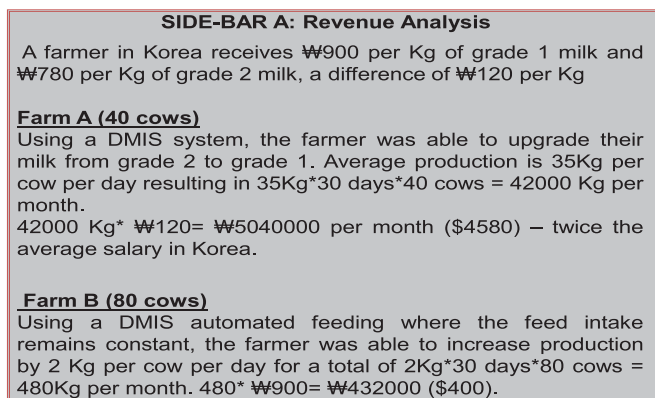 SIDE-BAR A: Revenue Analysis
A farmer in Korea receives ₩900 per Kg of grade 1 milk and
₩780 per Kg of grade 2 milk, a difference of ₩120 per Kg
Farm A (40 cows)
Using a DMIS system, the farmer was able to upgrade their
milk from grade 2 to grade 1. Average production is 35Kg per
cow per day resulting in 35Kg*30 days*40 cows = 42000 Kg per
month.
42000 Kg* ₩120= ₩5040000 per month ($4580) – twice the
average salary in Korea.
Farm B (80 cows)
Using a DMIS automated feeding where the feed intake
remains constant, the farmer was able to increase production
by 2 Kg per cow per day for a total of 2Kg*30 days*80 cows =
480Kg per month. 480* ₩900= ₩432000 ($400).